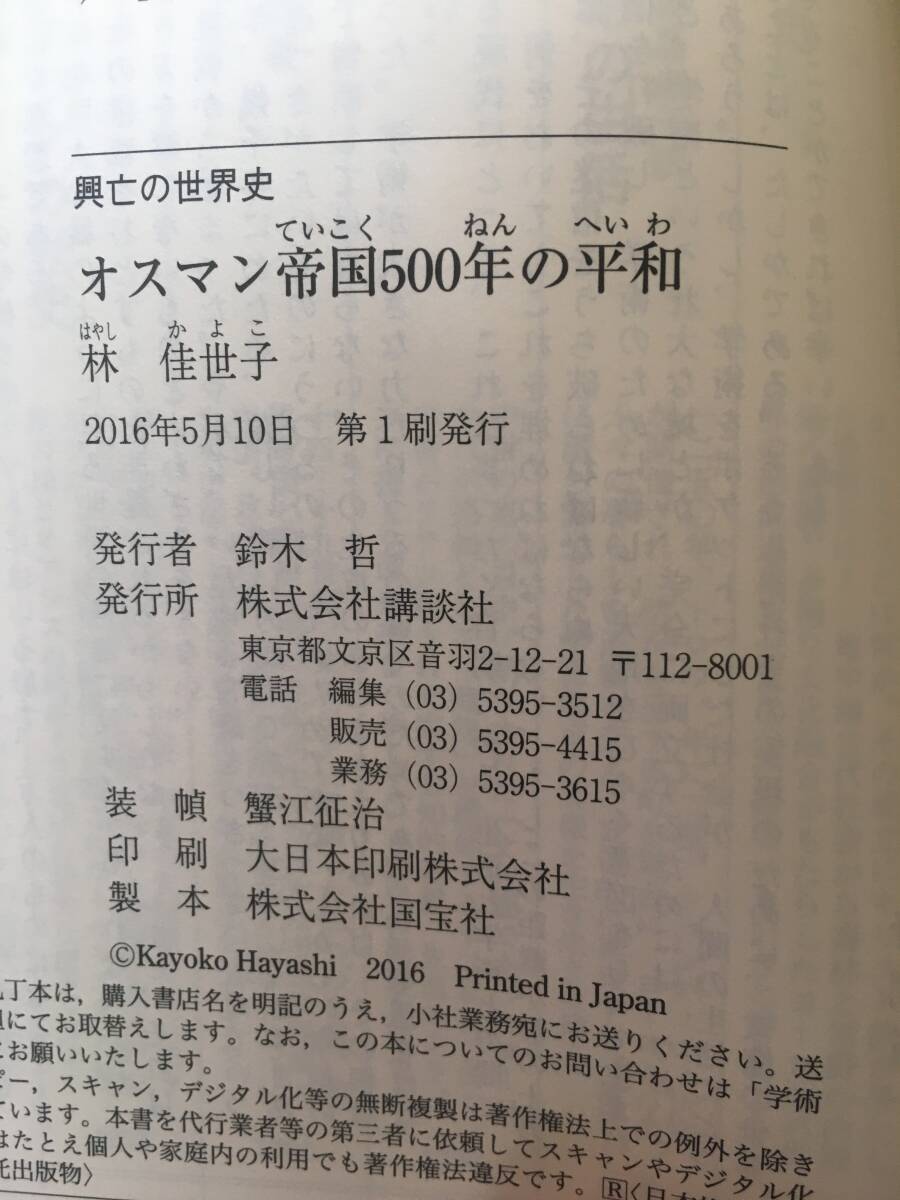 興亡の世界史
ていこく ねん へいわ
オスマン帝国500年の平和
はやし かよこ
林 佳世子
2016年5月10日 第1刷発行
発行者 鈴木 哲
発行所 株式会社講談社
東京都文京区音羽2-12-21 〒112-8001
電話 編集 (03) 5395-3512
販売 (03) 5395-4415
業務 (03) 5395-3615
装 幀 蟹江征治
印 刷 大日本印刷株式会社
製 本 株式会社国宝社
©Kayoko Hayashi 2016 Printed in Japan
丁本は,購入書店名を明記のうえ,小社業務宛にお送りください。送
にてお取替えします。なお,この本についてのお問い合わせは「学術
お願いいたします。
ピー,スキャン,デジタル化等の無断複製は著作権法上での例外を除き
ています。本書を代行業者等の第三者に依頼してスキャンやデジタル化
はたとえ個人や家庭内の利用でも著作権法違反です。Ⓡ〈日本
託出版物〉